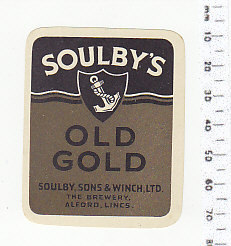 SOULBY'S
OLD
GOLD
SOULBY, SONS & WINCH, LTD.
THE BREWERY,
ALFORD, LINCS.
mm
10
20
30
40
50
60
70